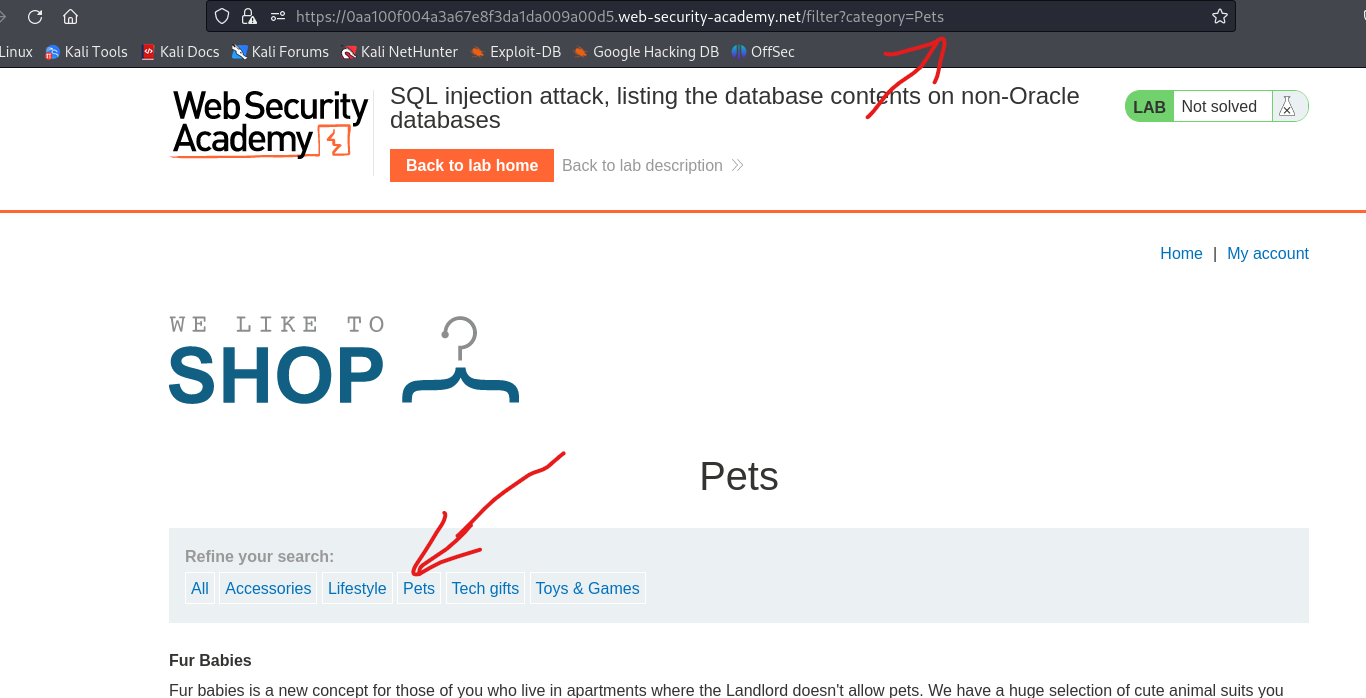 https://0aa100f004a3a67e8f3da1da009a00d5.web-security-academy.net/filter?category=Pets
Linux Kali Tools Kali Docs Kali Forums Kali NetHunter Exploit-DB Google Hacking DB OffSec
Web Security
Academy
SQL injection attack, listing the database contents on non-Oracle
databases
LAB Not solved
Back to lab home Back to lab description
Home | My account
WE LIKE TO
SHOP
Pets
Refine your search:
All Accessories Lifestyle Pets Tech gifts Toys & Games
Fur Babies
Fur babies is a new concept for those of you who live in apartments where the Landlord doesn't allow pets. We have a huge selection of cute animal suits you